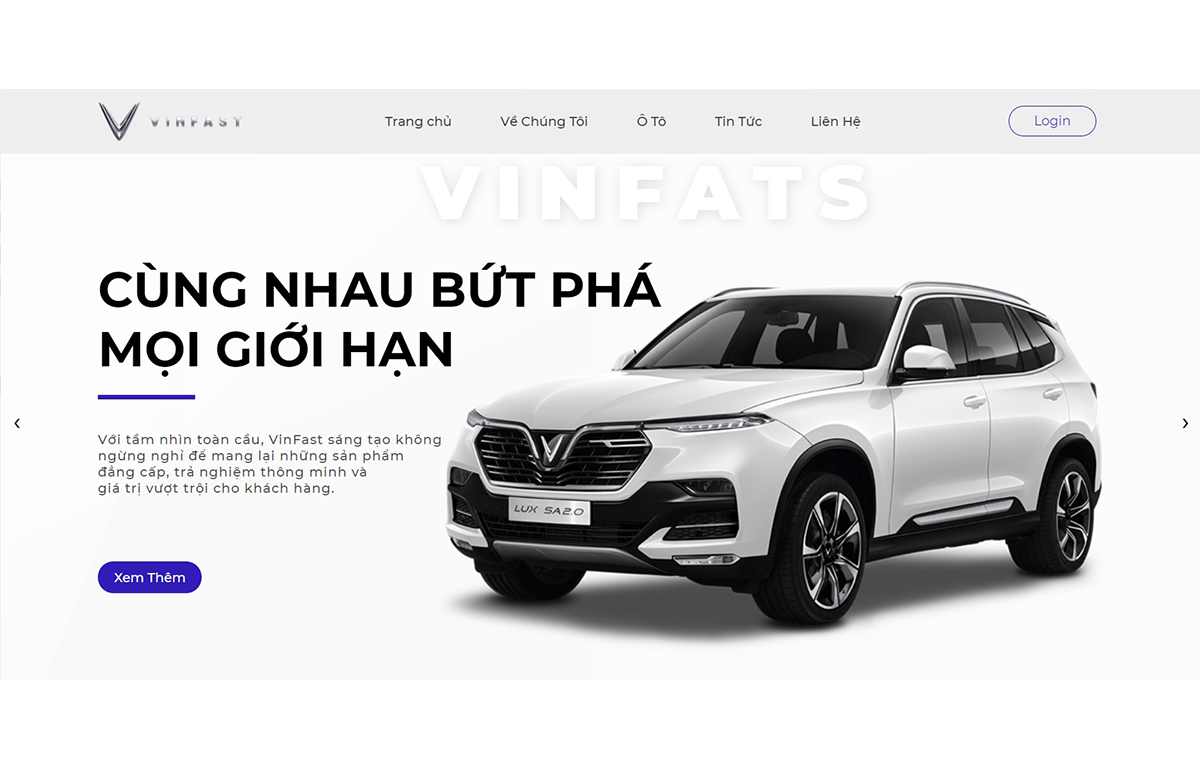 VINFAST
Trang chủ
Về Chúng Tôi
Ô Tô
Tin Tức
Liên Hệ
Login
VINFATS
CÙNG NHAU BỨT PHÁ
MỌI GIỚI HẠN
Với tầm nhìn toàn cầu, VinFast sáng tạo không
ngừng nghỉ để mang lại những sản phẩm
đẳng cấp, trả nghiệm thông minh và
giá trị vượt trội cho khách hàng.
LUX SA2.0
Xem Thêm